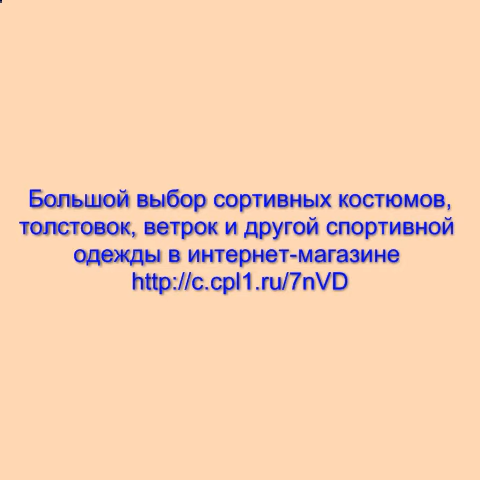 Большой выбор сортивных костюмов,
толстовок, ветрок и другой спортивной
одежды в интернет-магазине
http://c.cpl1.ru/7nVD